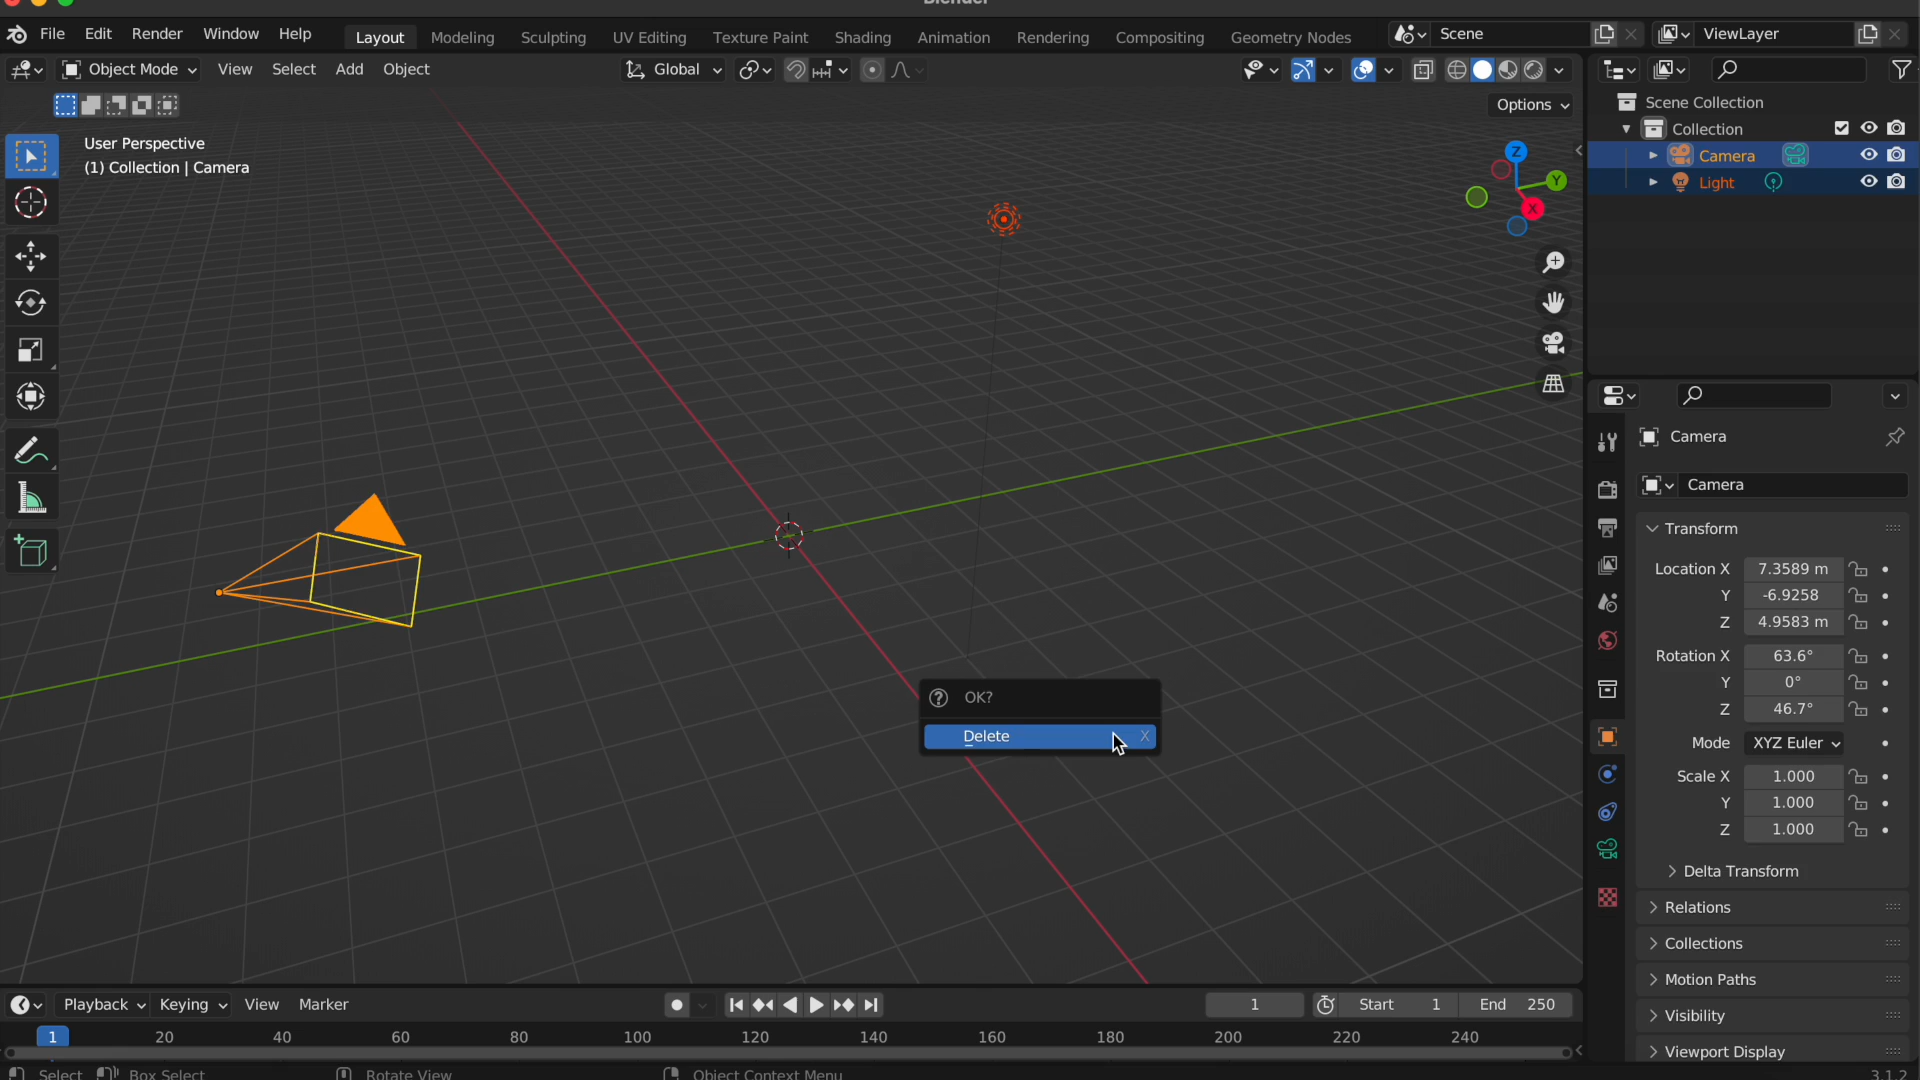 Blender
File Edit Render Window Help Layout Modeling Sculpting UV Editing Texture Paint Shading Animation Rendering Compositing Geometry Nodes Scene ViewLayer
Object Mode View Select Add Object Global
Options
User Perspective
(1) Collection | Camera
Z
Y
X
Scene Collection
Collection
Camera
Light
Camera
Camera
Transform
Location X 7.3589 m
Y -6.9258
Z 4.9583 m
Rotation X 63.6°
Y 0°
Z 46.7°
Mode XYZ Euler
Scale X 1.000
Y 1.000
Z 1.000
Delta Transform
Relations
Collections
Motion Paths
Visibility
Viewport Display
OK?
Delete X
Playback Keying View Marker 1 Start 1 End 250
1 20 40 60 80 100 120 140 160 180 200 220 240
Select Box Select Rotate View Object Context Menu 3.1.2